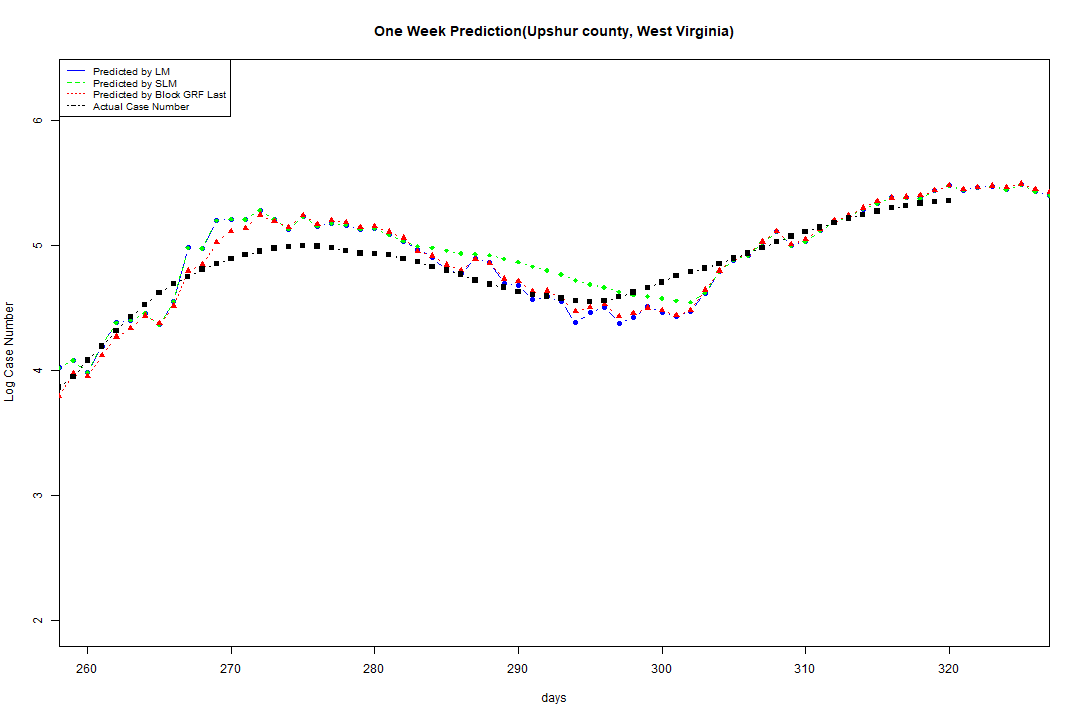 One Week Prediction(Upshur county, West Virginia)
Predicted by LM
Predicted by SLM
Predicted by Block GRF Last
Actual Case Number
6
5
4
3
2
Log Case Number
260 270 280 290 300 310 320
days